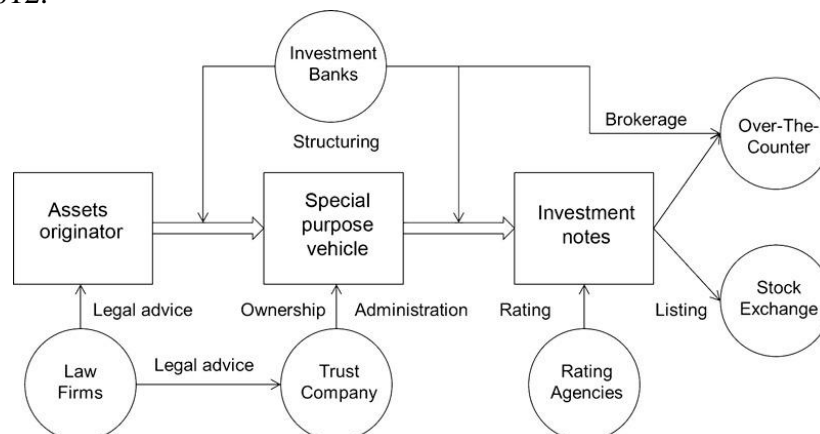 Investment
Banks
Structuring
Brokerage
Over-The-
Counter
Assets
originator
Special
purpose
vehicle
Investment
notes
Legal advice
Ownership
Administration
Rating
Listing
Stock
Exchange
Law
Firms
Legal advice
Trust
Company
Rating
Agencies